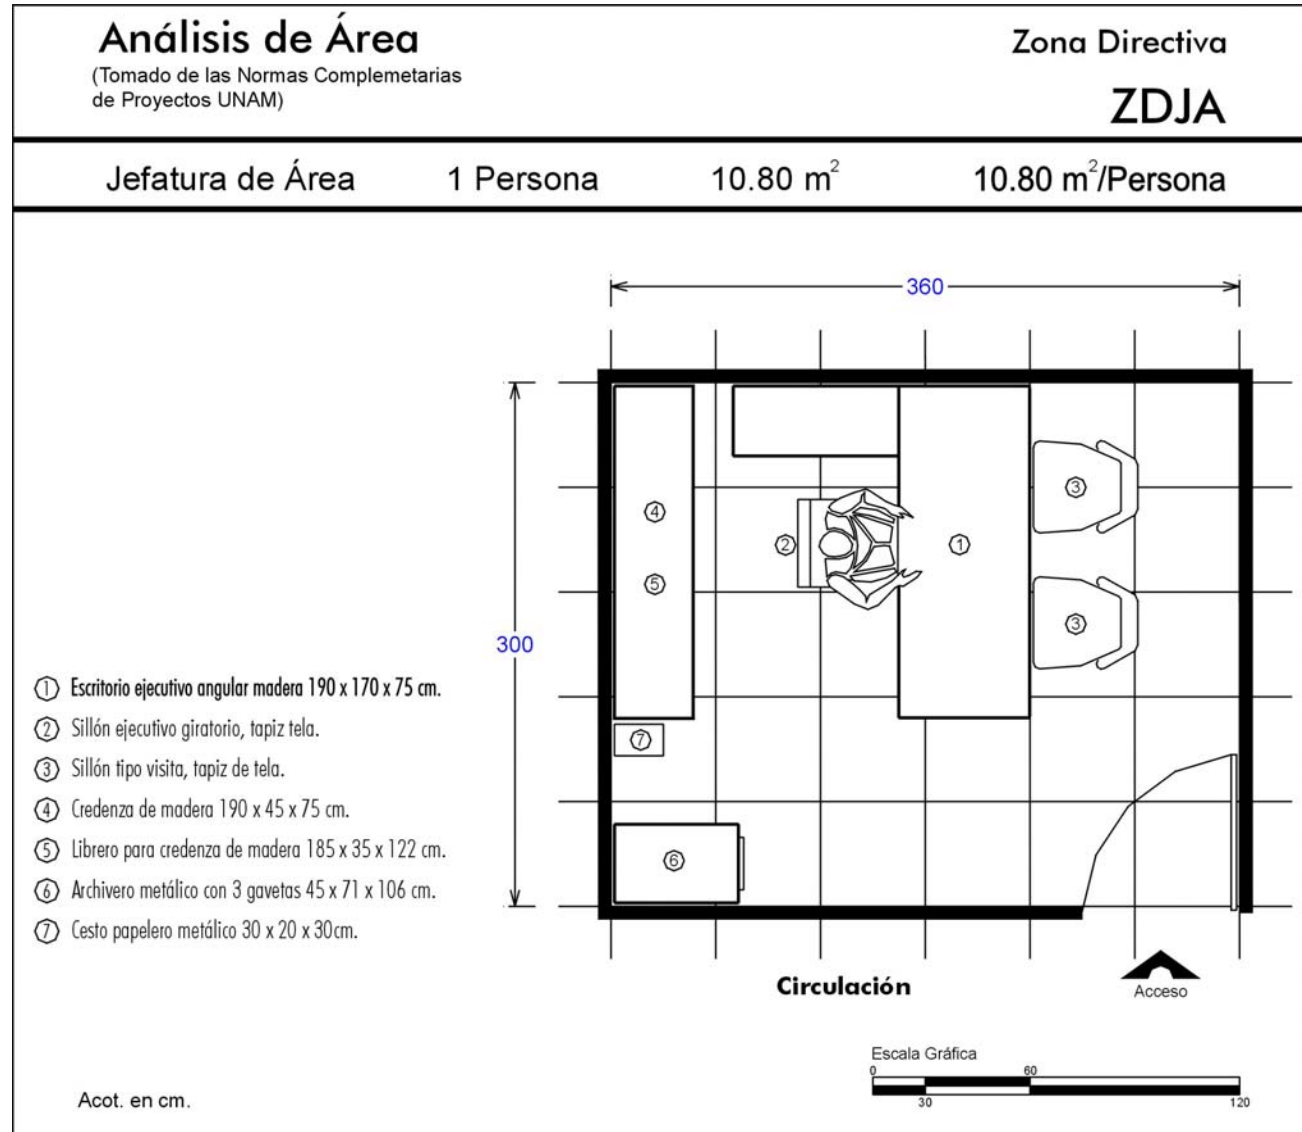 Análisis de Área
(Tomado de las Normas Complemetarias
de Proyectos UNAM)
Zona Directiva
ZDJA
Jefatura de Área 1 Persona 10.80 m² 10.80 m²/Persona
360
300
4
5
2
1
3
3
7
6
① Escritorio ejecutivo angular madera 190 x 170 x 75 cm.
② Sillón ejecutivo giratorio, tapiz tela.
③ Sillón tipo visita, tapiz de tela.
④ Credenza de madera 190 x 45 x 75 cm.
⑤ Librero para credenza de madera 185 x 35 x 122 cm.
⑥ Archivero metálico con 3 gavetas 45 x 71 x 106 cm.
⑦ Cesto papelero metálico 30 x 20 x 30cm.
Circulación
Acceso
Escala Gráfica
0 60
30 120
Acot. en cm.